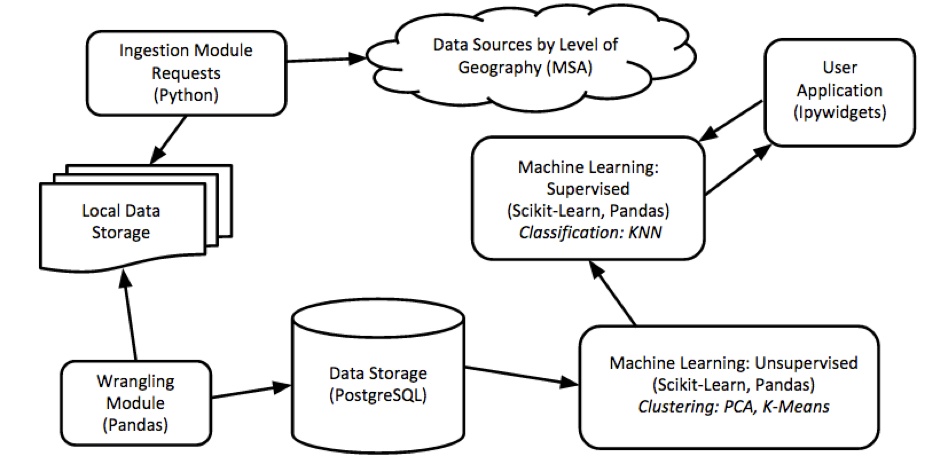 Ingestion Module
Requests
(Python)
Data Sources by Level of
Geography (MSA)
User
Application
(Ipywidgets)
Machine Learning:
Supervised
(Scikit-Learn, Pandas)
Classification: KNN
Local Data
Storage
Wrangling
Module
(Pandas)
Data Storage
(PostgreSQL)
Machine Learning: Unsupervised
(Scikit-Learn, Pandas)
Clustering: PCA, K-Means